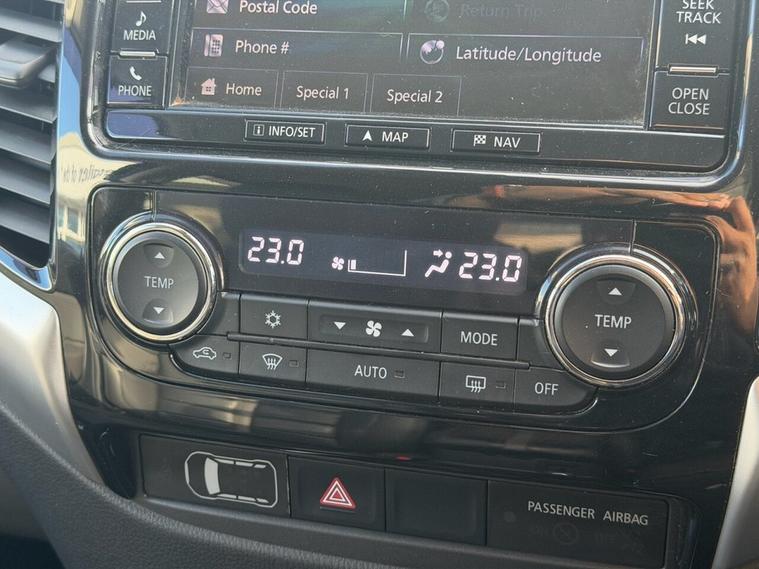 Postal Code
Return Trip
SEEK
TRACK
MEDIA
Phone #
Latitude/Longitude
PHONE
Home
Special 1
Special 2
OPEN
CLOSE
i INFO/SET
MAP
NAV
23.0
23.0
TEMP
TEMP
MODE
AUTO
OFF
PASSENGER AIRBAG